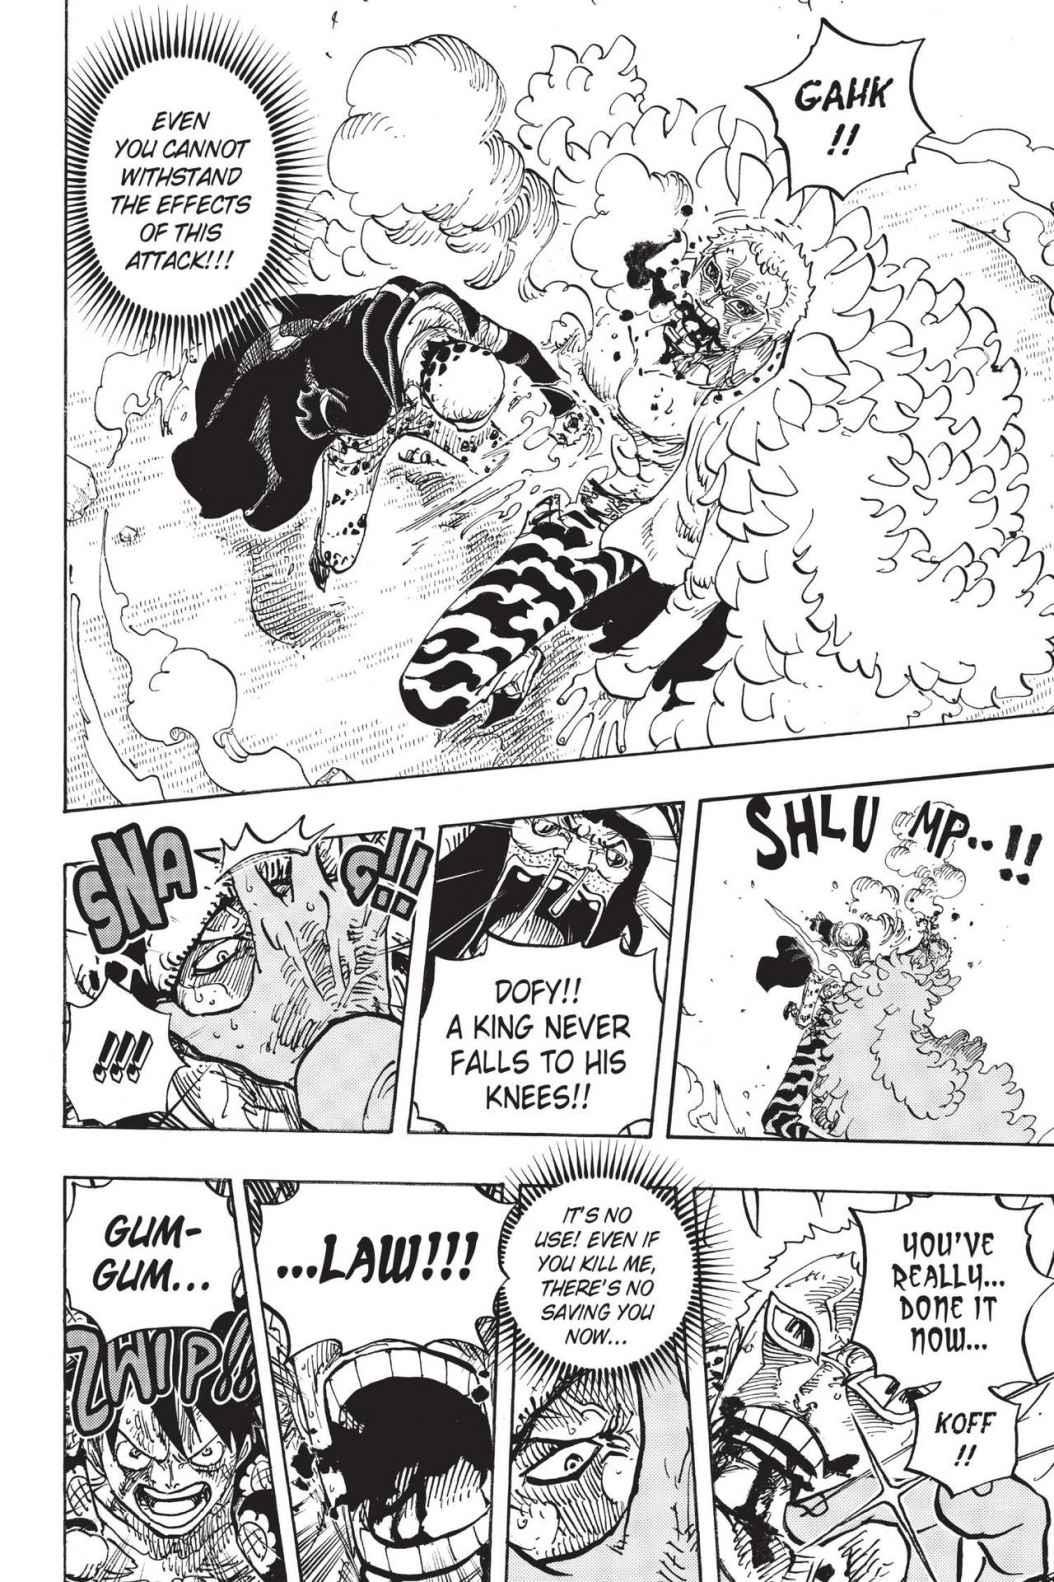 GAHK
!!
EVEN
YOU CANNOT
WITHSTAND
THE EFFECTS
OF THIS
ATTACK!!!
SHLUMP..!!
DOFY!!
A KING NEVER
FALLS TO HIS
KNEES!!
SNAG!!
!!!
YOU'VE
REALLY...
DONE IT
NOW...
KOFF
!!
IT'S NO
USE! EVEN IF
YOU KILL ME,
THERE'S NO
SAVING YOU
NOW...
...LAW!!!
GUM-
GUM...
ZWIP!!